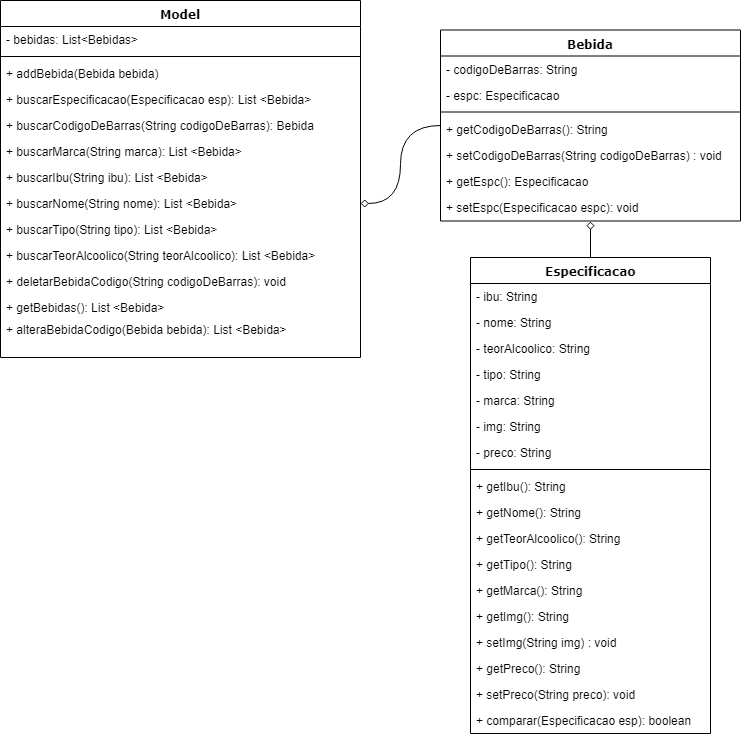 Model
- bebidas: List<Bebidas>
+ addBebida(Bebida bebida)
+ buscarEspecificacao(Especificacao esp): List <Bebida>
+ buscarCodigoDeBarras(String codigoDeBarras): Bebida
+ buscarMarca(String marca): List <Bebida>
+ buscarIbu(String ibu): List <Bebida>
+ buscarNome(String nome): List <Bebida>
+ buscarTipo(String tipo): List <Bebida>
+ buscarTeorAlcoolico(String teorAlcoolico): List <Bebida>
+ deletarBebidaCodigo(String codigoDeBarras): void
+ getBebidas(): List <Bebida>
+ alteraBebidaCodigo(Bebida bebida): List <Bebida>
Bebida
- codigoDeBarras: String
- espc: Especificacao
+ getCodigoDeBarras(): String
+ setCodigoDeBarras(String codigoDeBarras) : void
+ getEspc(): Especificacao
+ setEspc(Especificacao espc): void
Especificacao
- ibu: String
- nome: String
- teorAlcoolico: String
- tipo: String
- marca: String
- img: String
- preco: String
+ getIbu(): String
+ getNome(): String
+ getTeorAlcoolico(): String
+ getTipo(): String
+ getMarca(): String
+ getImg(): String
+ setImg(String img) : void
+ getPreco(): String
+ setPreco(String preco): void
+ comparar(Especificacao esp): boolean